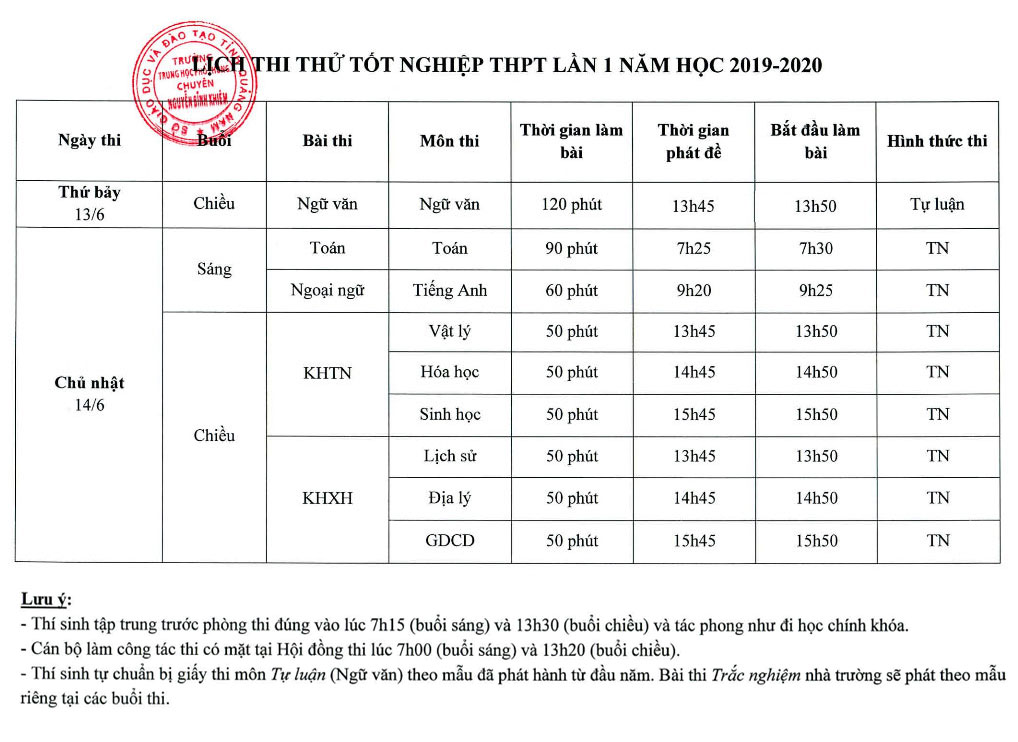 LỊCH THI THỬ TỐT NGHIỆP THPT LẦN 1 NĂM HỌC 2019-2020
SỞ GIÁO DỤC VÀ ĐÀO TẠO TỈNH QUẢNG NAM
TRƯỜNG
TRUNG HỌC PHỔ THÔNG
CHUYÊN
NGUYỄN BỈNH KHIÊM
Ngày thi Buổi Bài thi Môn thi Thời gian làm bài Thời gian phát đề Bắt đầu làm bài Hình thức thi
Thứ bảy 13/6 Chiều Ngữ văn Ngữ văn 120 phút 13h45 13h50 Tự luận
Chủ nhật 14/6 Sáng Toán Toán 90 phút 7h25 7h30 TN
Ngoại ngữ Tiếng Anh 60 phút 9h20 9h25 TN
Chiều KHTN Vật lý 50 phút 13h45 13h50 TN
Hóa học 50 phút 14h45 14h50 TN
Sinh học 50 phút 15h45 15h50 TN
KHXH Lịch sử 50 phút 13h45 13h50 TN
Địa lý 50 phút 14h45 14h50 TN
GDCD 50 phút 15h45 15h50 TN
Lưu ý:
- Thí sinh tập trung trước phòng thi đúng vào lúc 7h15 (buổi sáng) và 13h30 (buổi chiều) và tác phong như đi học chính khóa.
- Cán bộ làm công tác thi có mặt tại Hội đồng thi lúc 7h00 (buổi sáng) và 13h20 (buổi chiều).
- Thí sinh tự chuẩn bị giấy thi môn Tự luận (Ngữ văn) theo mẫu đã phát hành từ đầu năm. Bài thi Trắc nghiệm nhà trường sẽ phát theo mẫu
riêng tại các buổi thi.